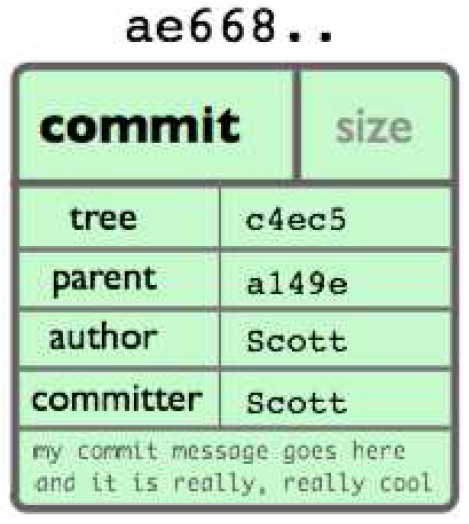 ae668..
commit size
tree c4ec5
parent a149e
author Scott
committer Scott
my commit message goes here
and it is really, really cool